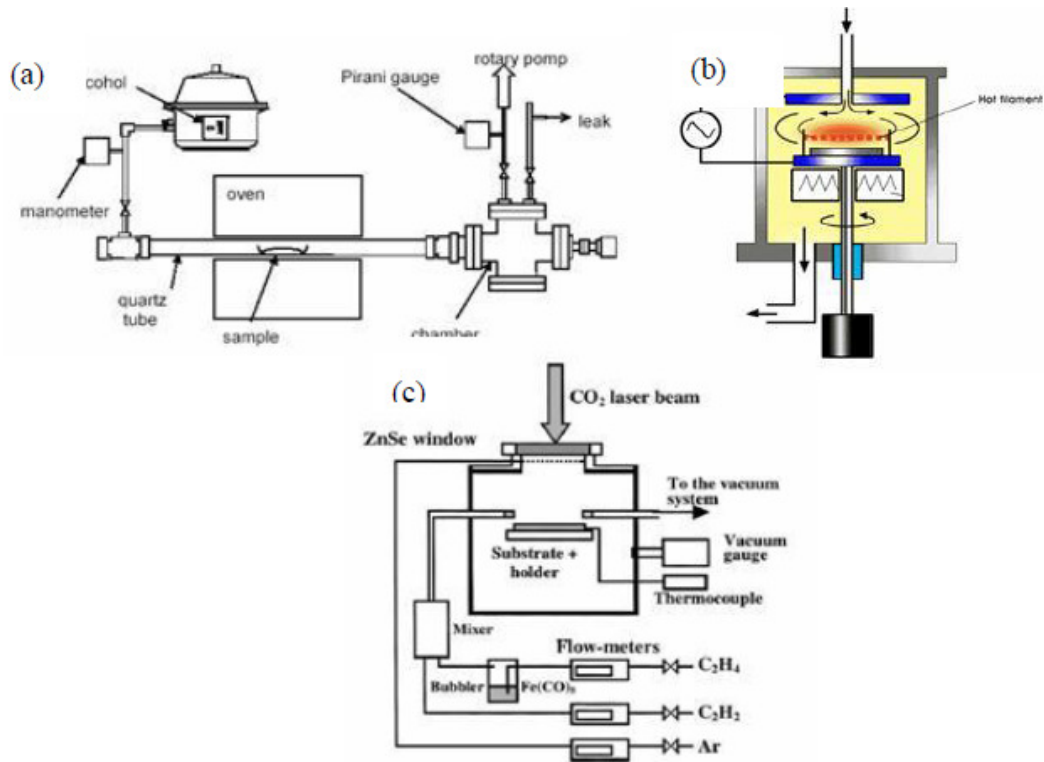 (a)
cohol
manometer
quartz
tube
sample
oven
Pirani gauge
rotary pomp
leak
chamber
(b)
Hot filament
(c)
CO₂ laser beam
ZnSe window
To the vacuum
system
Substrate +
holder
Vacuum
gauge
Thermocouple
Mixer
Flow-meters
Bubbler
Fe(CO)₅
C₂H₄
C₂H₂
Ar